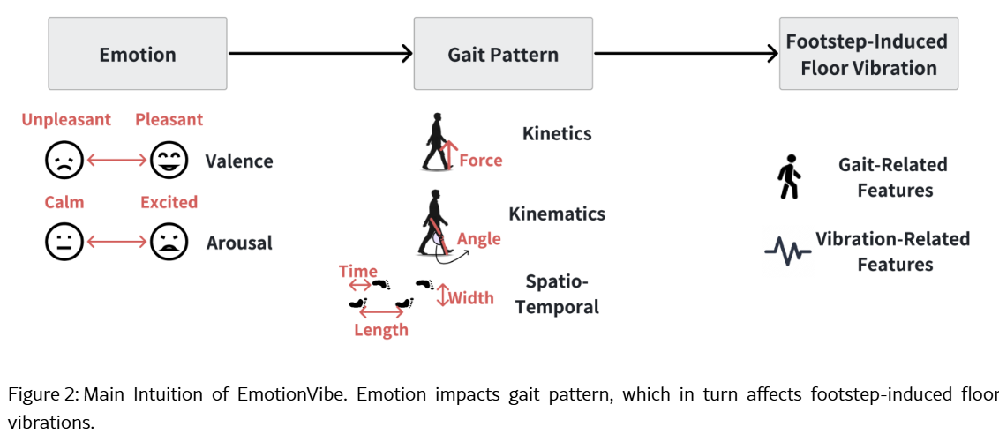 Emotion
Gait Pattern
Footstep-Induced
Floor Vibration
Unpleasant
Pleasant
Valence
Calm
Excited
Arousal
Kinetics
Force
Kinematics
Angle
Time
Width
Length
Spatio-
Temporal
Gait-Related
Features
Vibration-Related
Features
Figure 2: Main Intuition of EmotionVibe. Emotion impacts gait pattern, which in turn affects footstep-induced floor
vibrations.